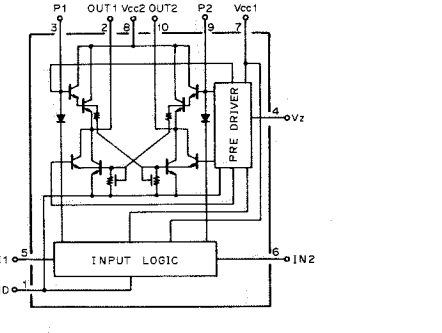 P1 OUT1 Vcc2 OUT2 P2 Vcc1
3 2 8 10 9 7
4 Vz
PRE DRIVER
5 6 IN2
INPUT LOGIC
1